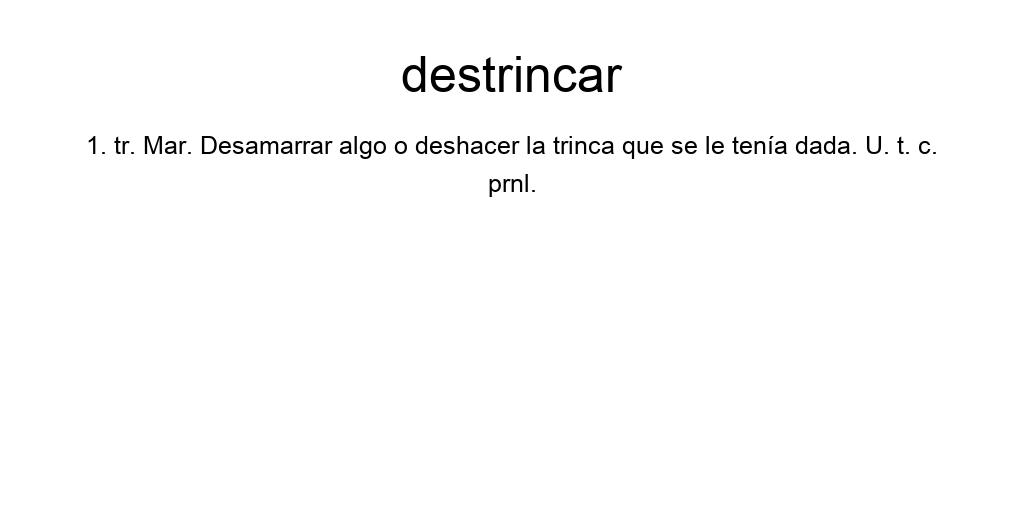 destrincar
1. tr. Mar. Desamarrar algo o deshacer la trinca que se le tenía dada. U. t. c.
prnl.